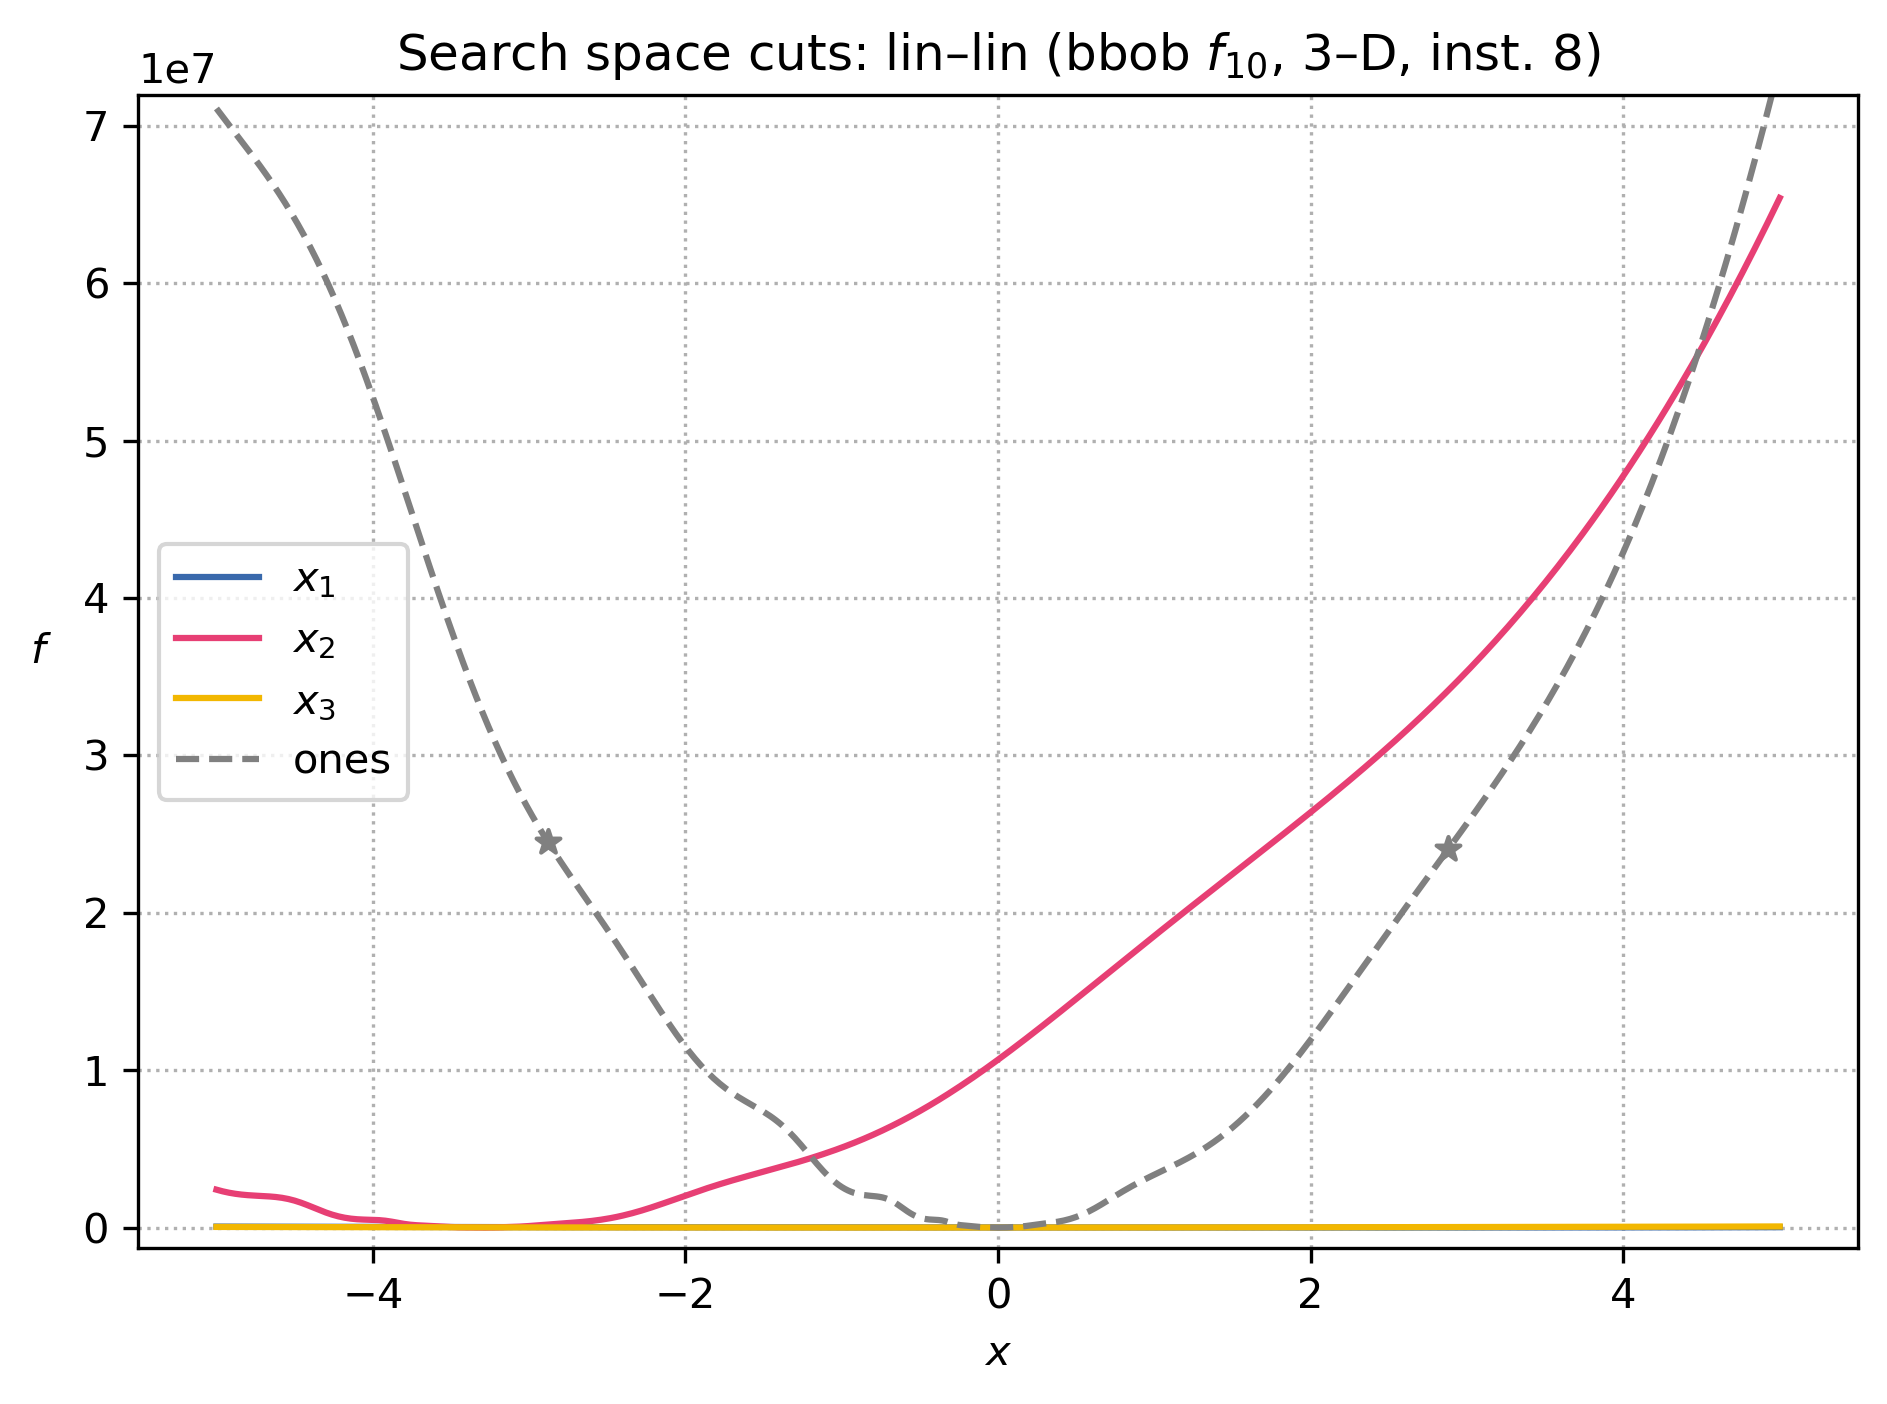 Search space cuts: lin–lin (bbob f10, 3–D, inst. 8)
1e7
7
6
5
4
3
2
1
0
f
x1
x2
x3
ones
−4
−2
0
2
4
x